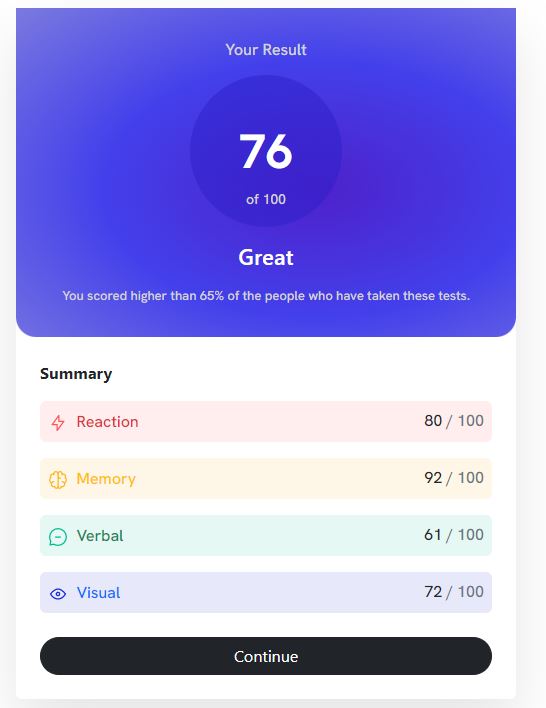 Your Result
76
of 100
Great
You scored higher than 65% of the people who have taken these tests.
Summary
Reaction 80 / 100
Memory 92 / 100
Verbal 61 / 100
Visual 72 / 100
Continue